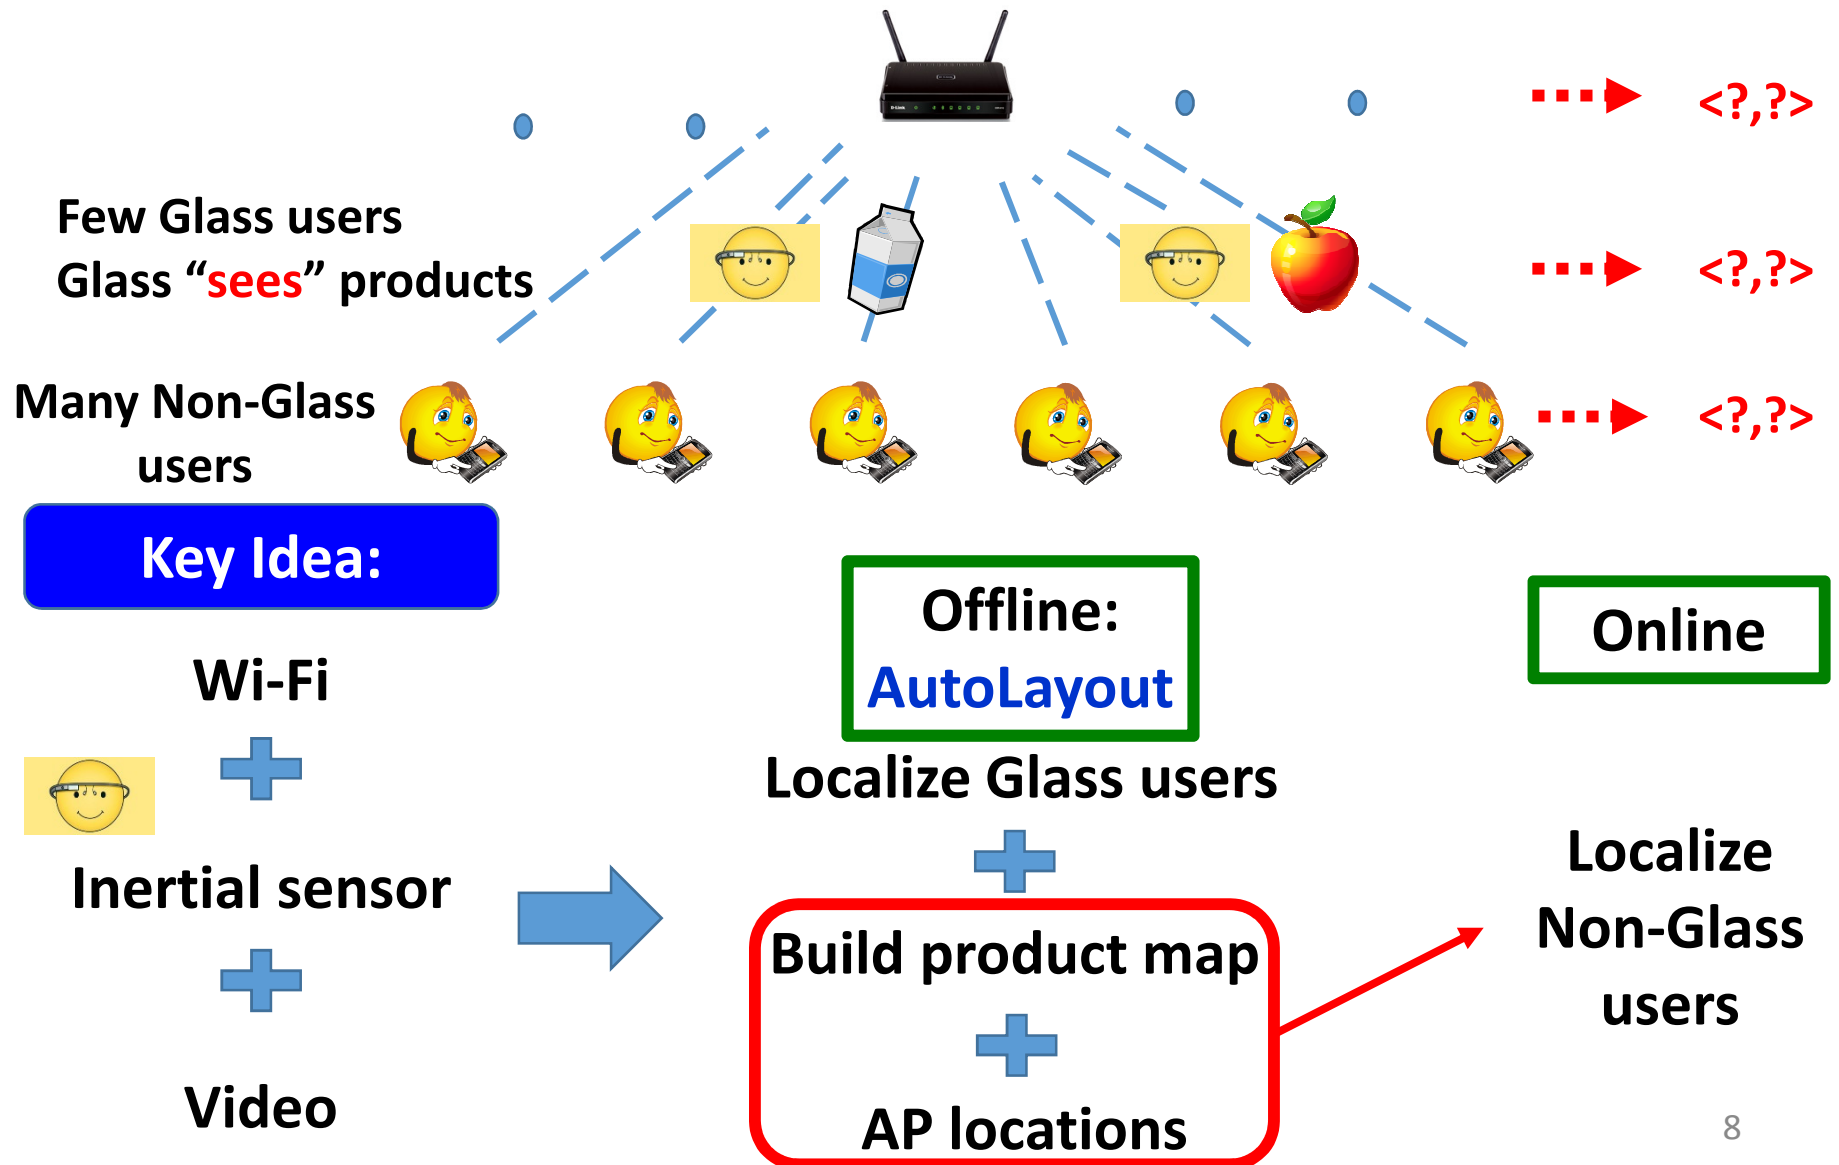 D-Link
<?,?>
Few Glass users
Glass “sees” products
<?,?>
Many Non-Glass
users
<?,?>
Key Idea:
Wi-Fi
Inertial sensor
Video
Offline:
AutoLayout
Localize Glass users
Build product map
AP locations
Online
Localize
Non-Glass
users
8